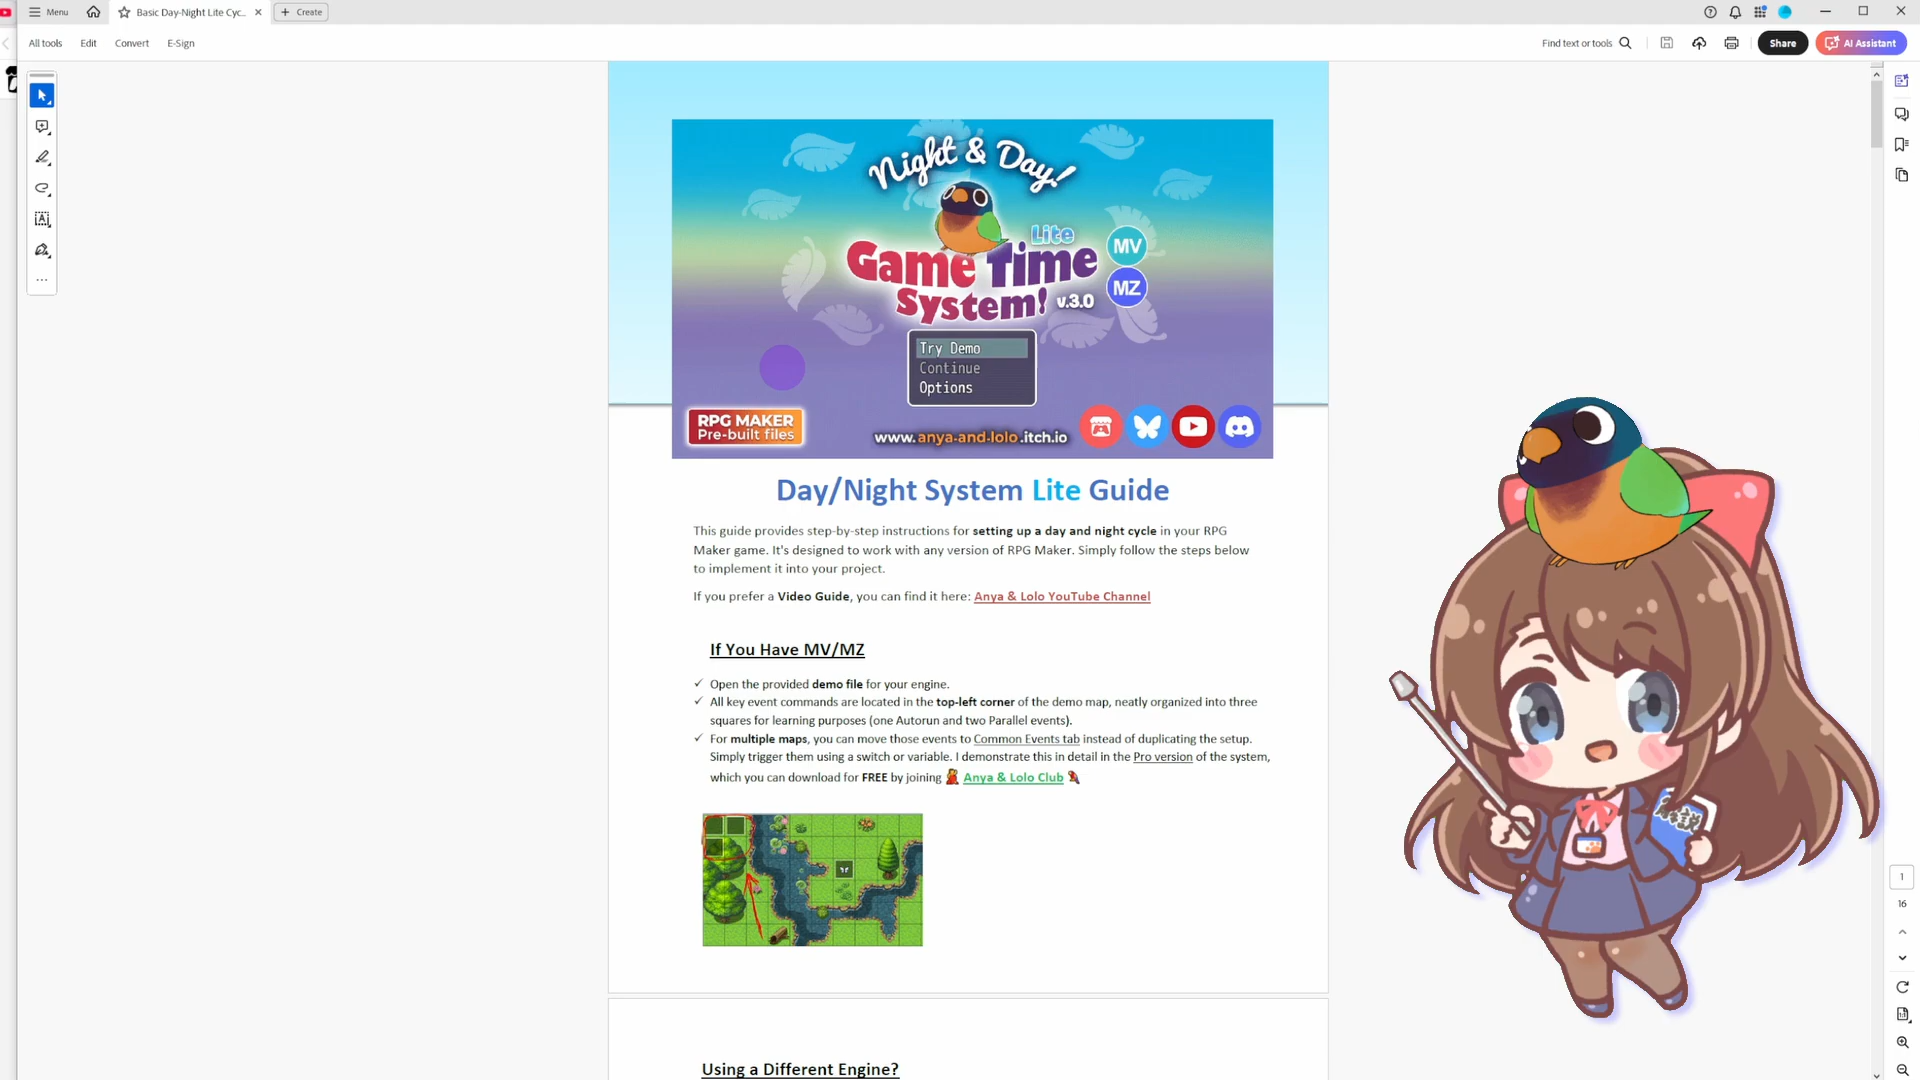 Menu
Basic Day-Night Lite Cyc...
Create
All tools
Edit
Convert
E-Sign
Find text or tools
Share
AI Assistant
Night & Day!
Lite
Game Time
System! v.3.0
MV
MZ
Try Demo
Continue
Options
RPG MAKER
Pre-built files
www.anya-and-lolo.itch.io
Day/Night System Lite Guide
This guide provides step-by-step instructions for setting up a day and night cycle in your RPG
Maker game. It's designed to work with any version of RPG Maker. Simply follow the steps below
to implement it into your project.
If you prefer a Video Guide, you can find it here: Anya & Lolo YouTube Channel
If You Have MV/MZ
✓ Open the provided demo file for your engine.
✓ All key event commands are located in the top-left corner of the demo map, neatly organized into three
squares for learning purposes (one Autorun and two Parallel events).
✓ For multiple maps, you can move those events to Common Events tab instead of duplicating the setup.
Simply trigger them using a switch or variable. I demonstrate this in detail in the Pro version of the system,
which you can download for FREE by joining Anya & Lolo Club
解説
1
16
Using a Different Engine?